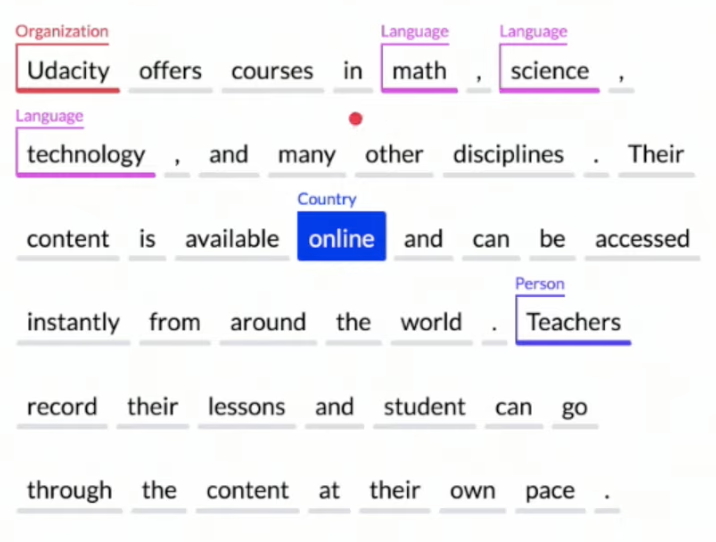 Organization Language Language
Udacity offers courses in math , science ,
Language
technology , and many other disciplines . Their
Country
content is available online and can be accessed
Person
instantly from around the world . Teachers
record their lessons and student can go
through the content at their own pace .